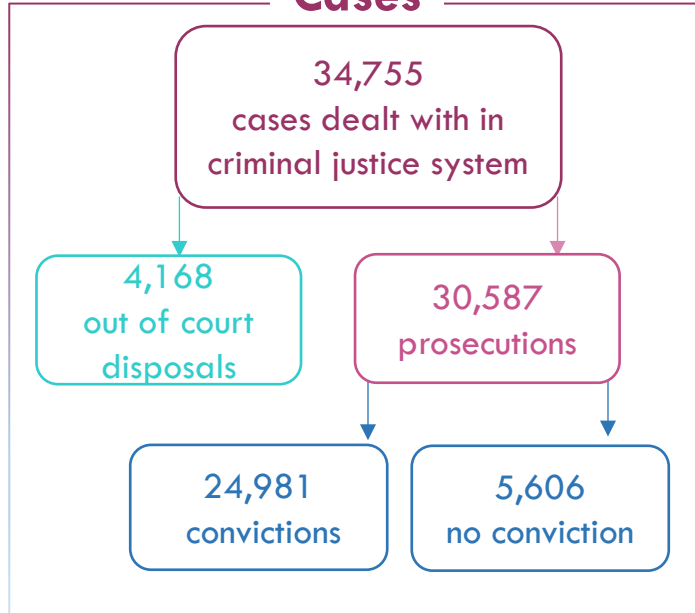 Cases
34,755
cases dealt with in
criminal justice system
4,168
out of court
disposals
30,587
prosecutions
24,981
convictions
5,606
no conviction